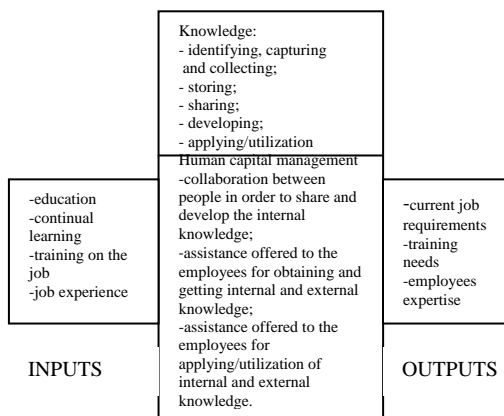 Knowledge:
- identifying, capturing
and collecting;
- storing;
- sharing;
- developing;
- applying/utilization
Human capital management
-collaboration between
people in order to share and
develop the internal
knowledge;
-assistance offered to the
employees for obtaining and
getting internal and external
knowledge;
-assistance offered to the
employees for
applying/utilization of
internal and external
knowledge.
-education
-continual
learning
-training on the
job
-job experience
INPUTS
-current job
requirements
-training
needs
-employees
expertise
OUTPUTS